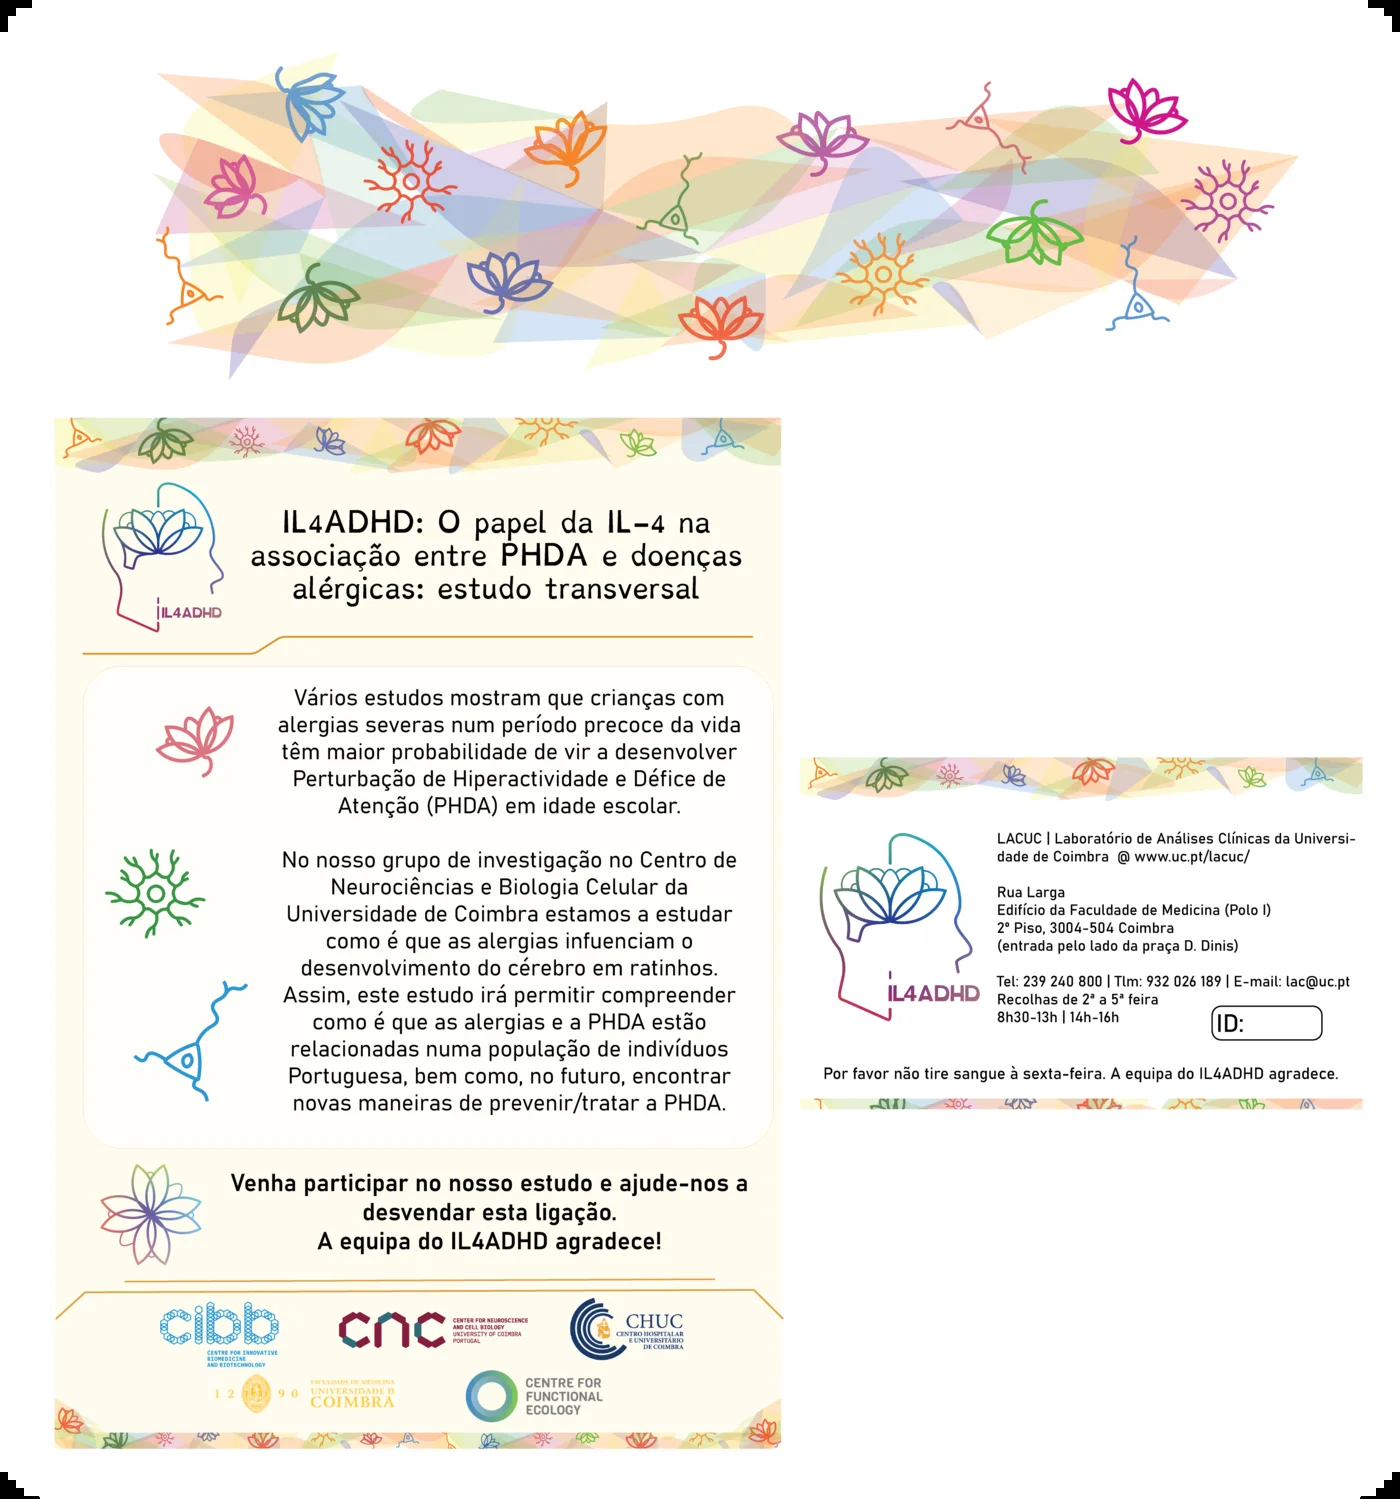 IL4ADHD: O papel da IL-4 na
associação entre PHDA e doenças
alérgicas: estudo transversal
IL4ADHD
Vários estudos mostram que crianças com
alergias severas num período precoce da vida
têm maior probabilidade de vir a desenvolver
Perturbação de Hiperactividade e Défice de
Atenção (PHDA) em idade escolar.
No nosso grupo de investigação no Centro de
Neurociências e Biologia Celular da
Universidade de Coimbra estamos a estudar
como é que as alergias infuenciam o
desenvolvimento do cérebro em ratinhos.
Assim, este estudo irá permitir compreender
como é que as alergias e a PHDA estão
relacionadas numa população de indivíduos
Portuguesa, bem como, no futuro, encontrar
novas maneiras de prevenir/tratar a PHDA.
Venha participar no nosso estudo e ajude-nos a
desvendar esta ligação.
A equipa do IL4ADHD agradece!
cibb
CENTRE FOR INNOVATIVE
BIOMEDICINE
AND BIOTECHNOLOGY
cnc
CENTER FOR NEUROSCIENCE
AND CELL BIOLOGY
UNIVERSITY OF COIMBRA
PORTUGAL
CHUC
CENTRO HOSPITALAR
E UNIVERSITÁRIO
DE COIMBRA
12 90
FACULDADE DE MEDICINA
UNIVERSIDADE D
COIMBRA
CENTRE FOR
FUNCTIONAL
ECOLOGY
LACUC | Laboratório de Análises Clínicas da Universi-
dade de Coimbra @ www.uc.pt/lacuc/
Rua Larga
Edifício da Faculdade de Medicina (Polo I)
2º Piso, 3004-504 Coimbra
(entrada pelo lado da praça D. Dinis)
Tel: 239 240 800 | Tlm: 932 026 189 | E-mail: lac@uc.pt
Recolhas de 2ª a 5ª feira
8h30-13h | 14h-16h
ID:
IL4ADHD
Por favor não tire sangue à sexta-feira. A equipa do IL4ADHD agradece.